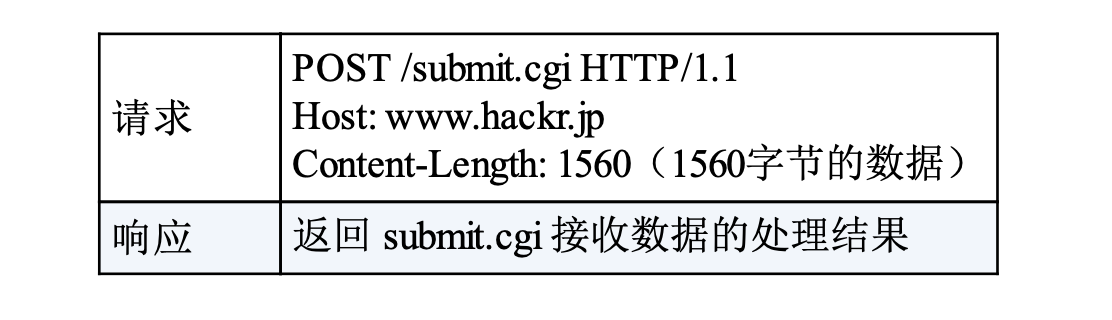 请求
POST /submit.cgi HTTP/1.1
Host: www.hackr.jp
Content-Length: 1560（1560字节的数据）
响应
返回 submit.cgi 接收数据的处理结果